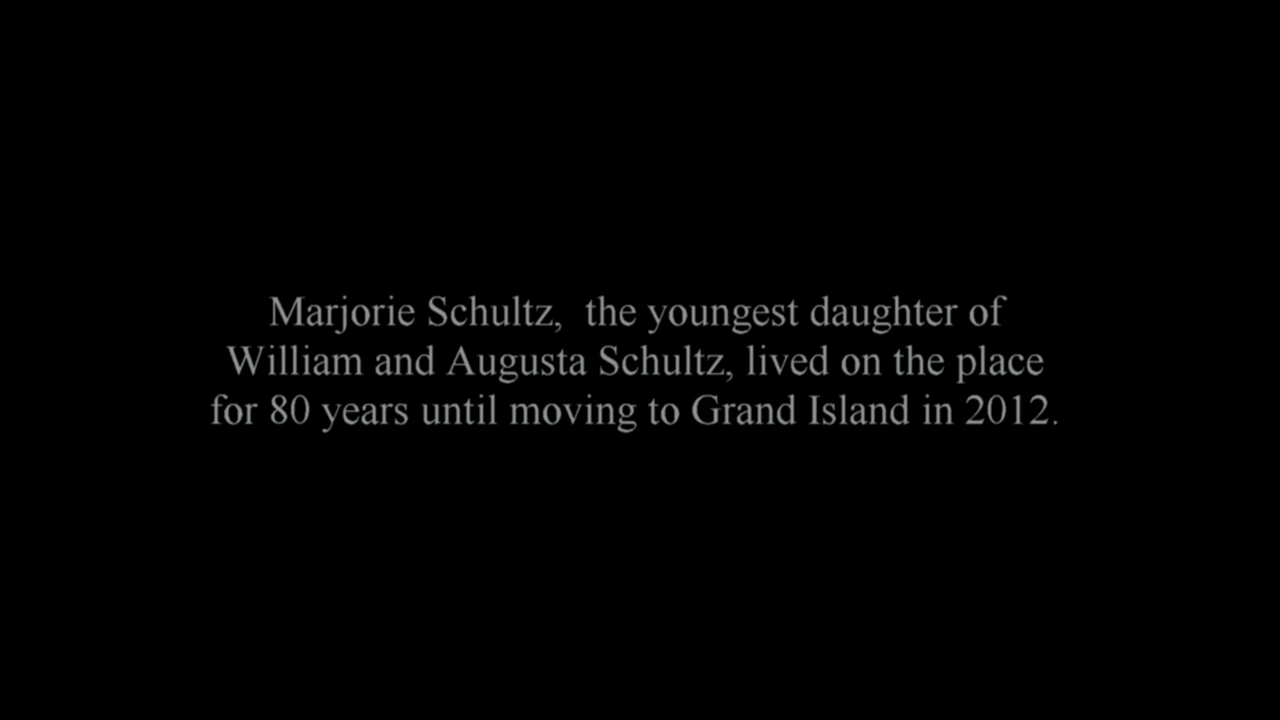 Marjorie Schultz,  the youngest daughter of
William and Augusta Schultz, lived on the place
for 80 years until moving to Grand Island in 2012.